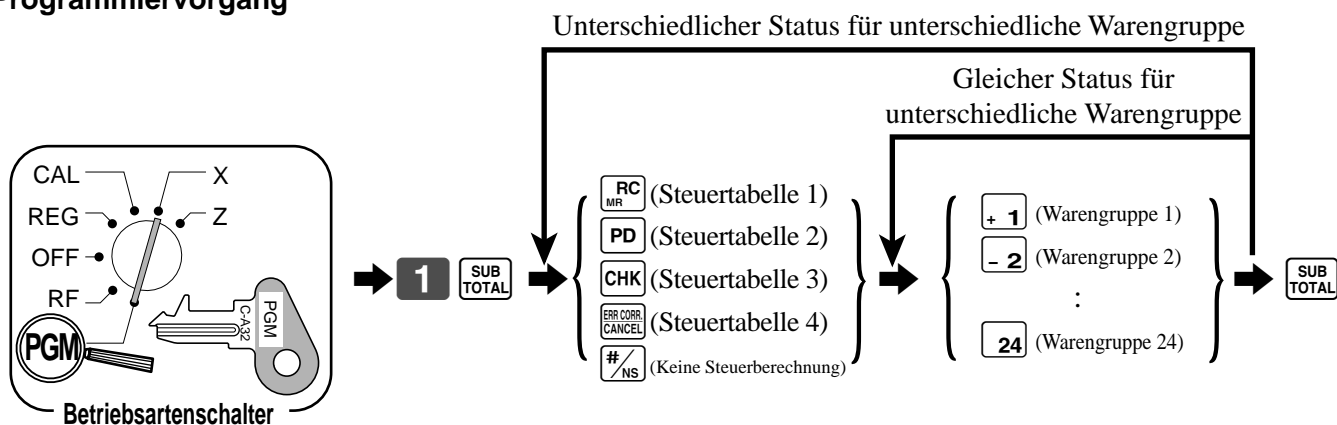 Programmiervorgang
Unterschiedlicher Status für unterschiedliche Warengruppe
Gleicher Status für
unterschiedliche Warengruppe
CAL
X
REG
Z
OFF
RF
PGM
C-A32
PGM
Betriebsartenschalter
1
SUB
TOTAL
RC
MR
(Steuertabelle 1)
PD (Steuertabelle 2)
CHK (Steuertabelle 3)
ERR CORR.
CANCEL
(Steuertabelle 4)
#/NS (Keine Steuerberechnung)
+ 1 (Warengruppe 1)
- 2 (Warengruppe 2)
:
24 (Warengruppe 24)
SUB
TOTAL